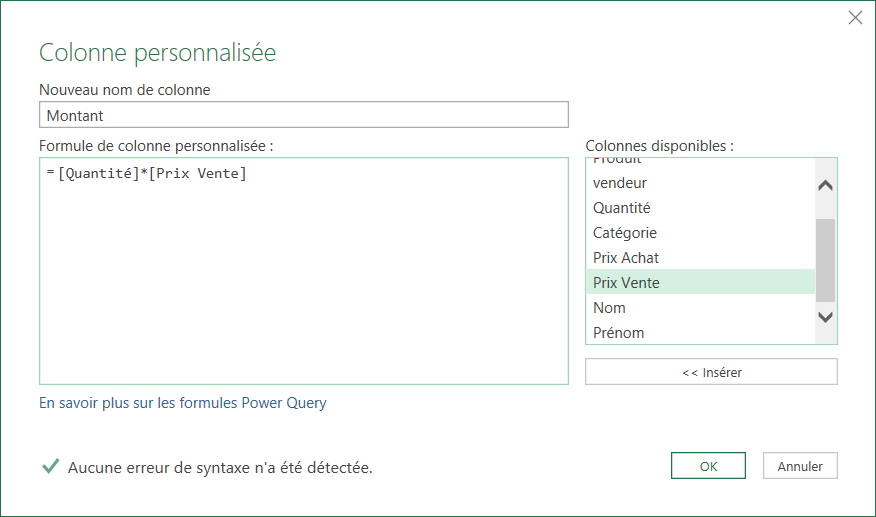 Colonne personnalisée
Nouveau nom de colonne
Montant
Formule de colonne personnalisée :
= [Quantité]*[Prix Vente]
Colonnes disponibles :
Produit
vendeur
Quantité
Catégorie
Prix Achat
Prix Vente
Nom
Prénom
<< Insérer
En savoir plus sur les formules Power Query
Aucune erreur de syntaxe n'a été détectée.
OK
Annuler